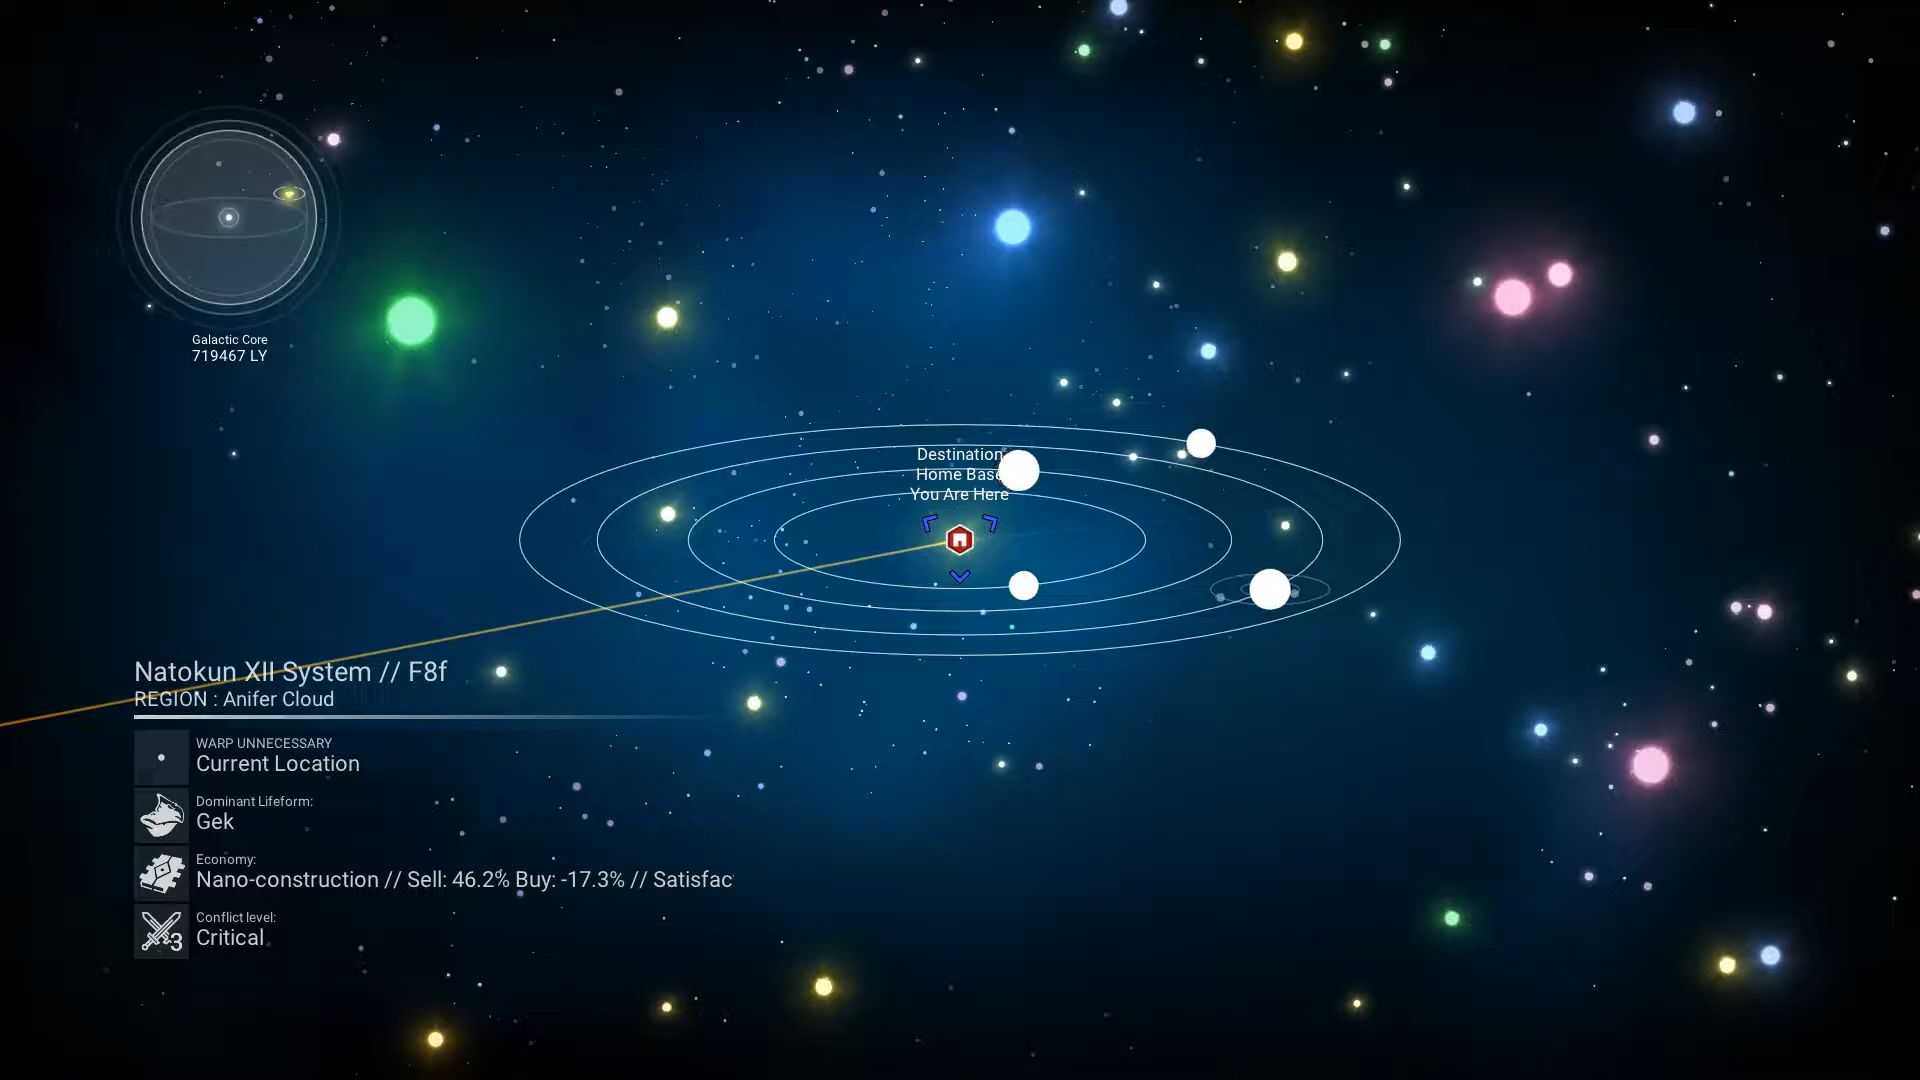 Galactic Core
719467 LY
Destination
Home Base
You Are Here
Natokun XII System // F8f
REGION : Anifer Cloud
WARP UNNECESSARY
Current Location
Dominant Lifeform:
Gek
Economy:
Nano-construction // Sell: 46.2% Buy: -17.3% // Satisfac
Conflict level:
3
Critical